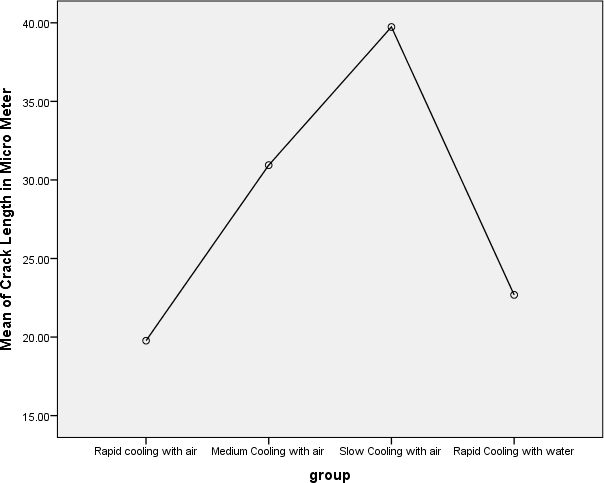 Mean of Crack Length in Micro Meter
40.00
35.00
30.00
25.00
20.00
15.00
Rapid cooling with air
Medium Cooling with air
Slow Cooling with air
Rapid Cooling with water
group